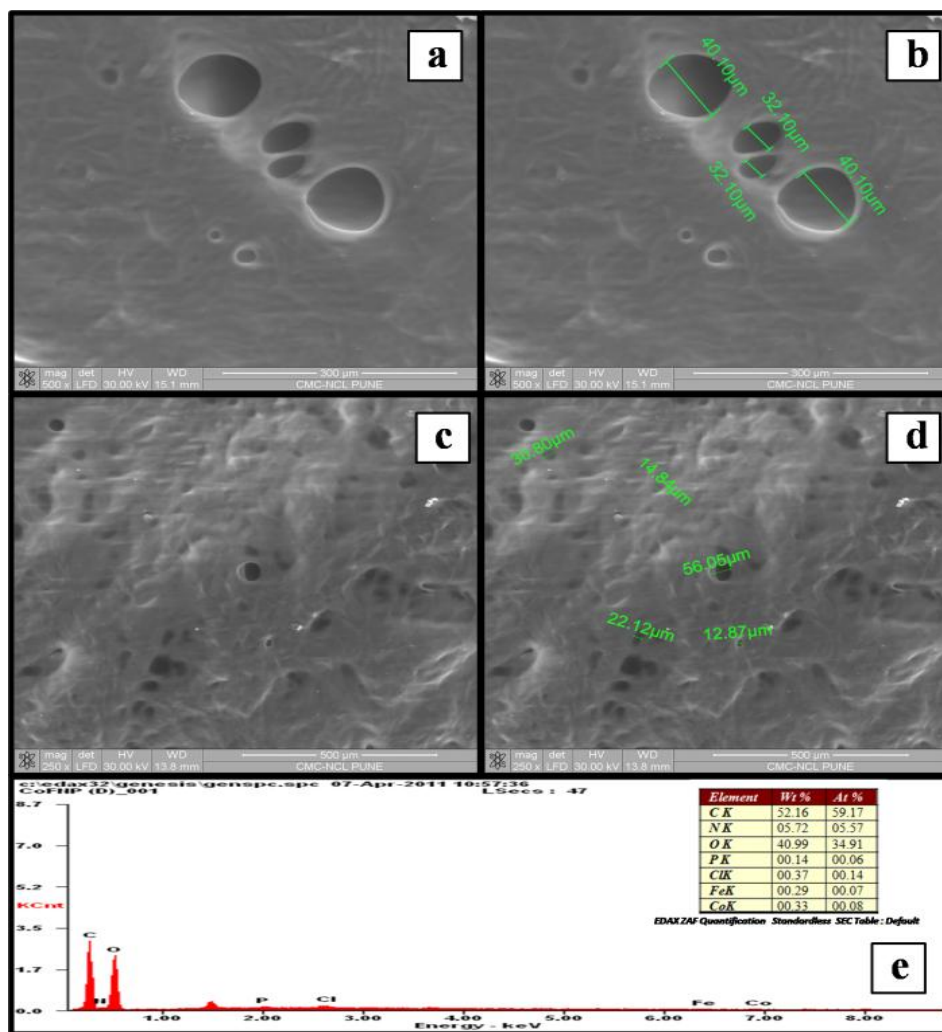 a
b
40.10µm
32.10µm
32.10µm
40.10µm
mag det HV WD 300 µm
500 x LFD 30.00 kV 15.1 mm CMC-NCL PUNE
mag det HV WD 300 µm
500 x LFD 30.00 kV 15.1 mm CMC-NCL PUNE
c
d
30.80µm
14.84µm
56.05µm
22.12µm
12.87µm
mag det HV WD 500 µm
250 x LFD 30.00 kV 13.8 mm CMC-NCL PUNE
mag det HV WD 500 µm
250 x LFD 30.00 kV 13.8 mm CMC-NCL PUNE
c:\edax32\genesis\genspc.spc 07-Apr-2011 10:57:36
CoFNP (D)_001 LSecs : 47
8.7
7.0
5.2
KCnt
3.5
1.7
0.0
C
N
O
P
Cl
Fe
Co
1.00 2.00 3.00 4.00 5.00 6.00 7.00 8.00
Energy - keV
Element Wt % At %
C K 52.16 59.17
N K 05.72 05.57
O K 40.99 34.91
P K 00.14 00.06
ClK 00.37 00.14
FeK 00.29 00.07
CoK 00.33 00.08
EDAX ZAF Quantification Standardless SEC Table : Default
e